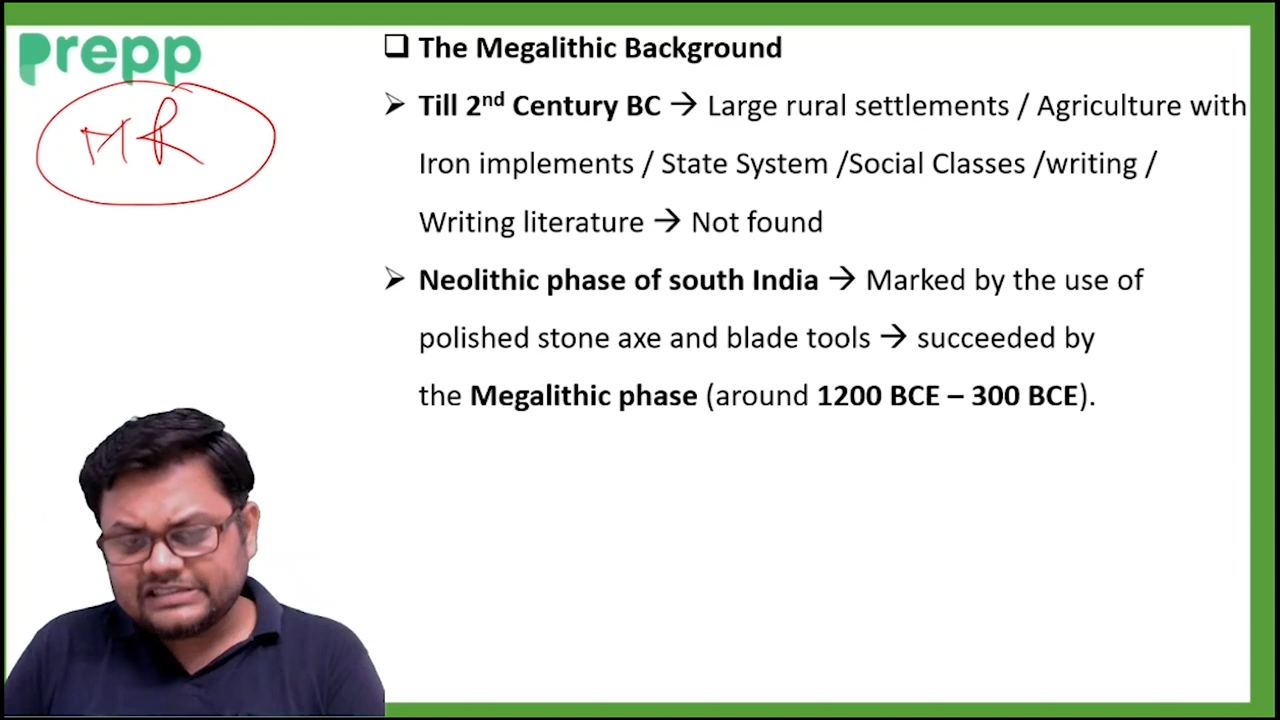 Prepp
MR
❑ The Megalithic Background
➢ Till 2nd Century BC → Large rural settlements / Agriculture with
Iron implements / State System /Social Classes /writing /
Writing literature → Not found
➢ Neolithic phase of south India → Marked by the use of
polished stone axe and blade tools → succeeded by
the Megalithic phase (around 1200 BCE – 300 BCE).